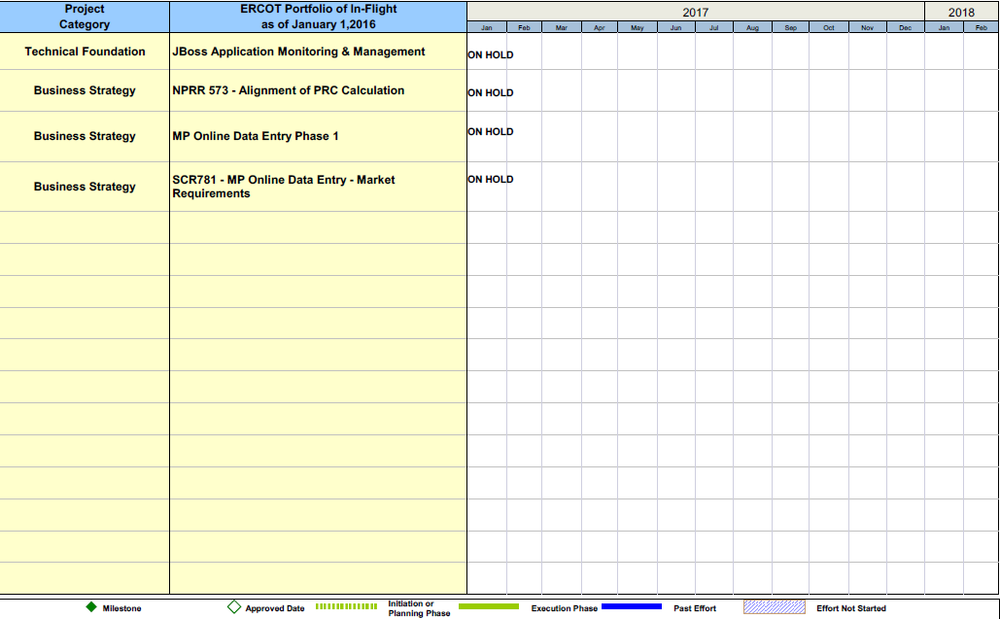 Project
Category
ERCOT Portfolio of In-Flight
as of January 1,2016
2017
2018
Jan Feb Mar Apr May Jun Jul Aug Sep Oct Nov Dec Jan Feb
Technical Foundation
JBoss Application Monitoring & Management
ON HOLD
Business Strategy
NPRR 573 - Alignment of PRC Calculation
ON HOLD
Business Strategy
MP Online Data Entry Phase 1
ON HOLD
Business Strategy
SCR781 - MP Online Data Entry - Market
Requirements
ON HOLD
Milestone
Approved Date
Initiation or
Planning Phase
Execution Phase
Past Effort
Effort Not Started